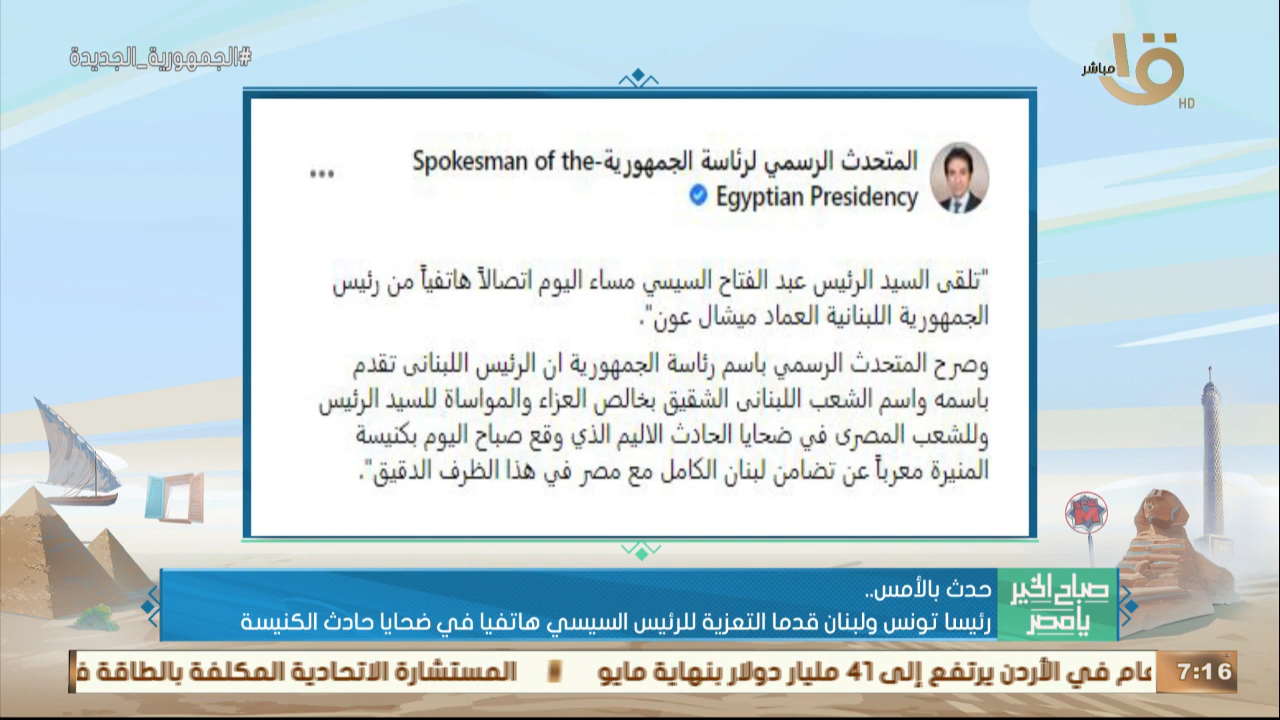 #الجمهورية_الجديدة
مباشر
HD
المتحدث الرسمي لرئاسة الجمهورية-Spokesman of the
Egyptian Presidency
"تلقى السيد الرئيس عبد الفتاح السيسي مساء اليوم اتصالاً هاتفياً من رئيس
الجمهورية اللبنانية العماد ميشال عون".
وصرح المتحدث الرسمي باسم رئاسة الجمهورية ان الرئيس اللبنانى تقدم
باسمه واسم الشعب اللبنانى الشقيق بخالص العزاء والمواساة للسيد الرئيس
وللشعب المصرى في ضحايا الحادث الاليم الذي وقع صباح اليوم بكنيسة
المنيرة معرباً عن تضامن لبنان الكامل مع مصر في هذا الظرف الدقيق".
صباح الخير
يا مصر
حدث بالأمس..
رئيسا تونس ولبنان قدما التعزية للرئيس السيسي هاتفيا في ضحايا حادث الكنيسة
7:16
عام في الأردن يرتفع إلى 41 مليار دولار بنهاية مايو
المستشارة الاتحادية المكلفة بالطاقة